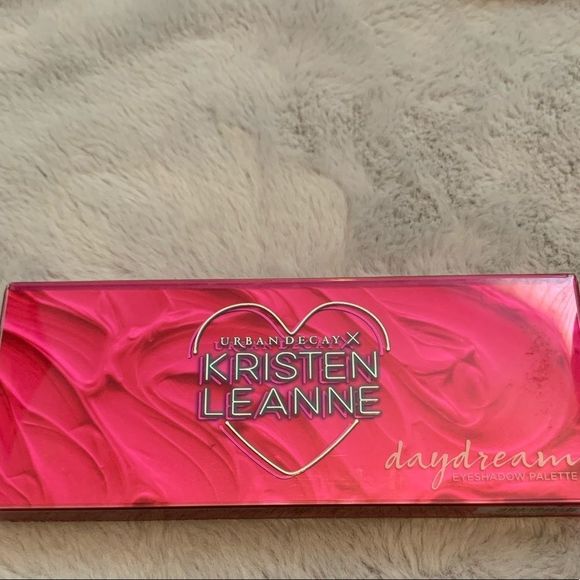 URBAN DECAY X
KRISTEN
LEANNE
daydream
EYESHADOW PALETTE